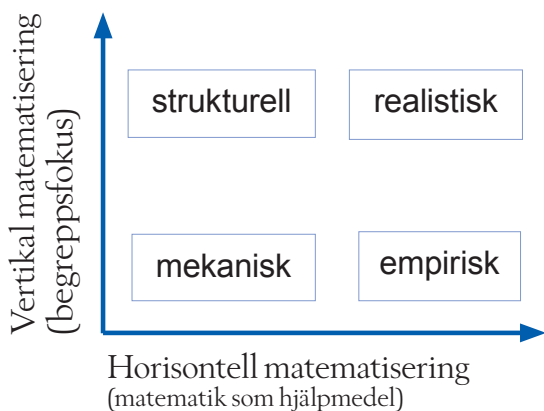 Vertikal matematisering
(begreppsfokus)
strukturell
realistisk
mekanisk
empirisk
Horisontell matematisering
(matematik som hjälpmedel)